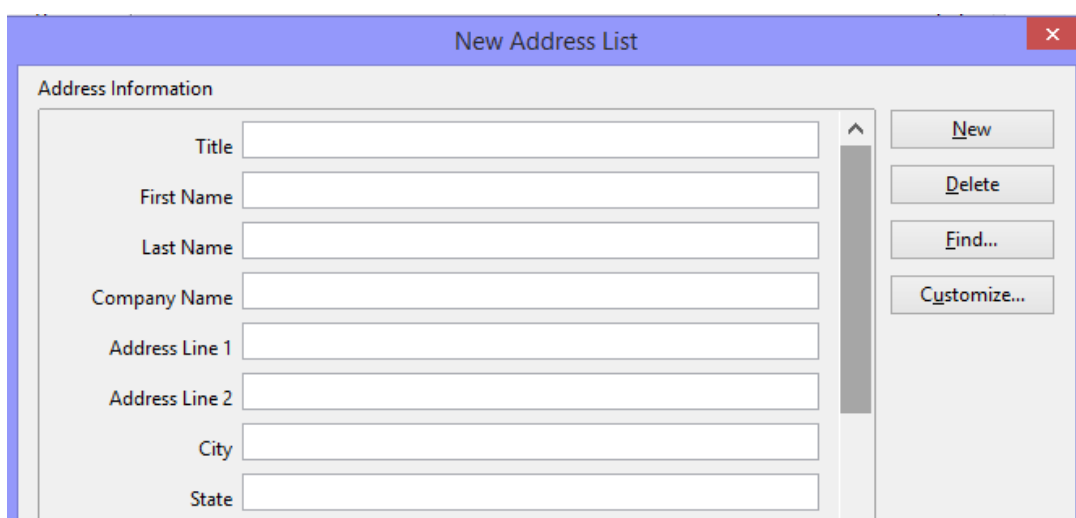 New Address List
Address Information
Title
First Name
Last Name
Company Name
Address Line 1
Address Line 2
City
State
New
Delete
Find...
Customize...